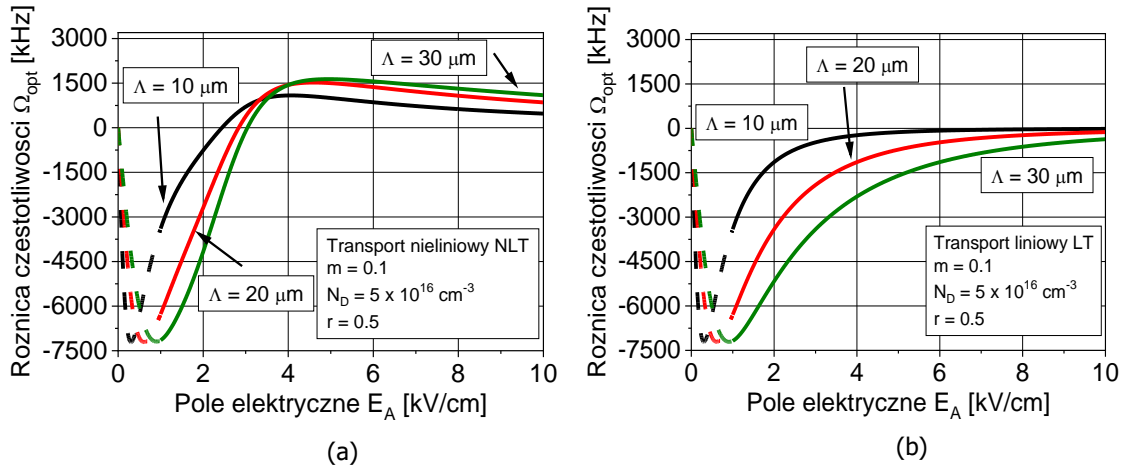 3000
1500
0
-1500
-3000
-4500
-6000
-7500
Roznica czestotliwosci Ω_opt [kHz]
Λ = 10 μm
Λ = 30 μm
Λ = 20 μm
Transport nieliniowy NLT
m = 0.1
N_D = 5 x 10^16 cm^-3
r = 0.5
0 2 4 6 8 10
Pole elektryczne E_A [kV/cm]
(a)
3000
1500
0
-1500
-3000
-4500
-6000
-7500
Roznica czestotliwosci Ω_opt [kHz]
Λ = 20 μm
Λ = 10 μm
Λ = 30 μm
Transport liniowy LT
m = 0.1
N_D = 5 x 10^16 cm^-3
r = 0.5
0 2 4 6 8 10
Pole elektryczne E_A [kV/cm]
(b)